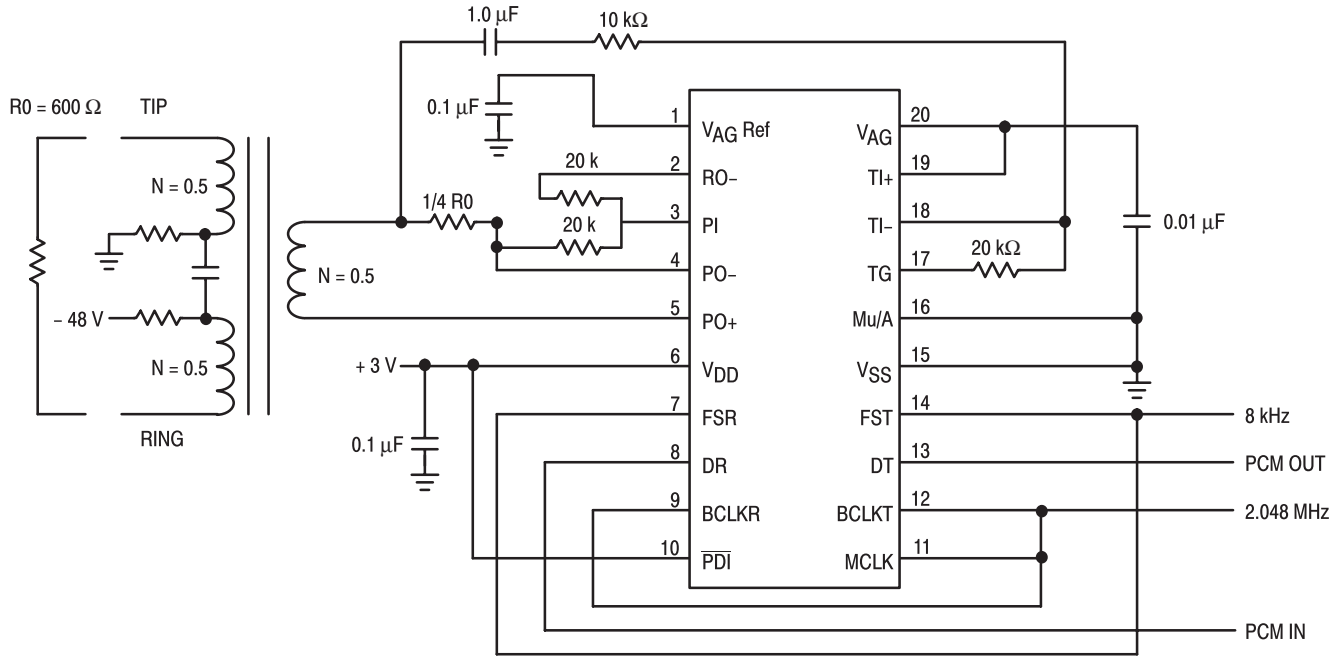 1.0 μF
10 kΩ
0.1 μF
R0 = 600 Ω
TIP
N = 0.5
– 48 V
N = 0.5
RING
N = 0.5
1/4 R0
20 k
20 k
+ 3 V
0.1 μF
1
VAG Ref
2
RO–
3
PI
4
PO–
5
PO+
6
VDD
7
FSR
8
DR
9
BCLKR
10
PDI
20
VAG
19
TI+
18
TI–
17
TG
20 kΩ
16
Mu/A
15
VSS
14
FST
13
DT
12
BCLKT
11
MCLK
0.01 μF
8 kHz
PCM OUT
2.048 MHz
PCM IN